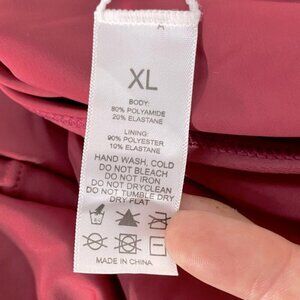 XL
BODY:
80% POLYAMIDE
20% ELASTANE
LINING:
90% POLYESTER
10% ELASTANE
HAND WASH, COLD
DO NOT BLEACH
DO NOT IRON
DO NOT DRYCLEAN
DO NOT TUMBLE DRY
DRY FLAT
MADE IN CHINA